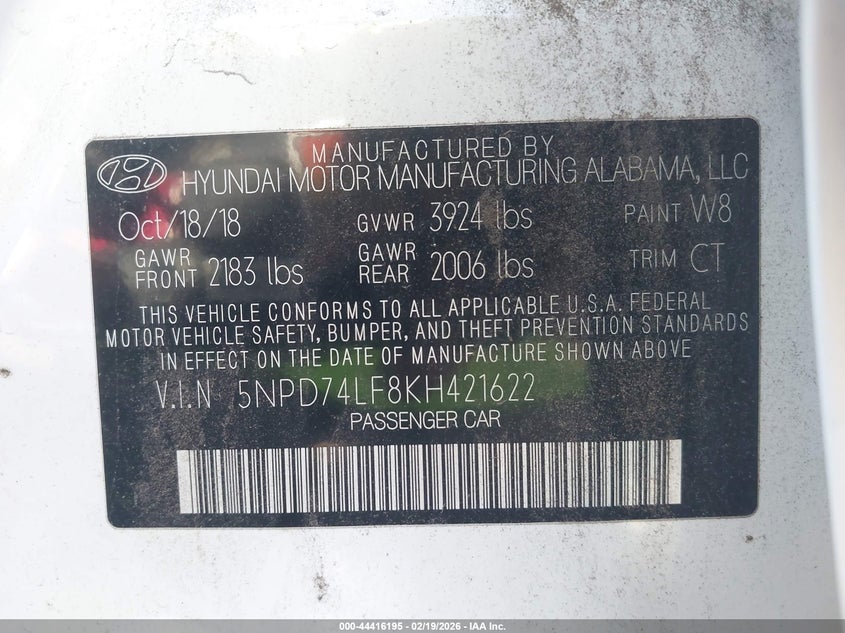 MANUFACTURED BY
HYUNDAI MOTOR MANUFACTURING ALABAMA, LLC
Oct/18/18 GVWR 3924 lbs PAINT W8
GAWR FRONT 2183 lbs GAWR REAR 2006 lbs TRIM CT
THIS VEHICLE CONFORMS TO ALL APPLICABLE U.S.A. FEDERAL
MOTOR VEHICLE SAFETY, BUMPER, AND THEFT PREVENTION STANDARDS
IN EFFECT ON THE DATE OF MANUFACTURE SHOWN ABOVE
V.I.N 5NPD74LF8KH421622
PASSENGER CAR
000-44416195 - 02/19/2026 - IAA Inc.